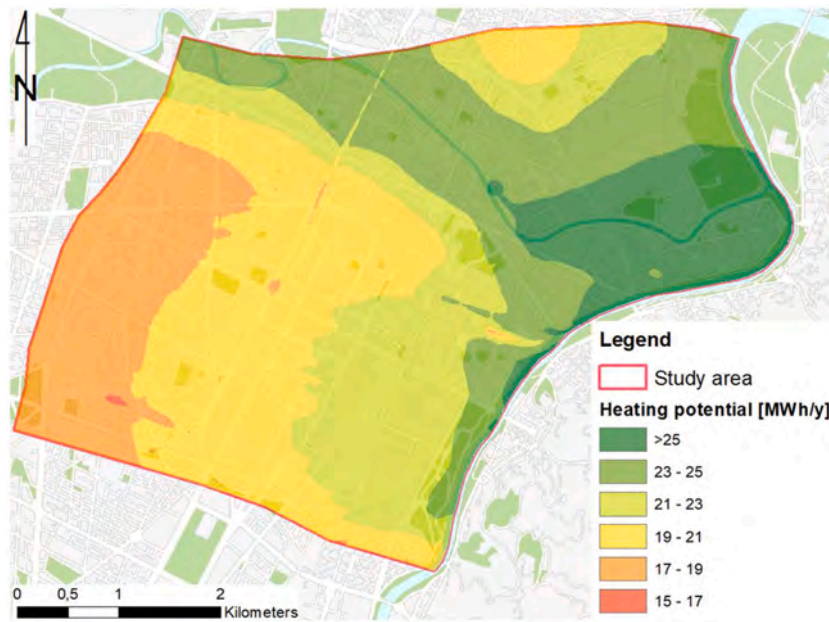 N
Legend
Study area
Heating potential [MWh/y]
>25
23 - 25
21 - 23
19 - 21
17 - 19
15 - 17
0 0,5 1 2
Kilometers